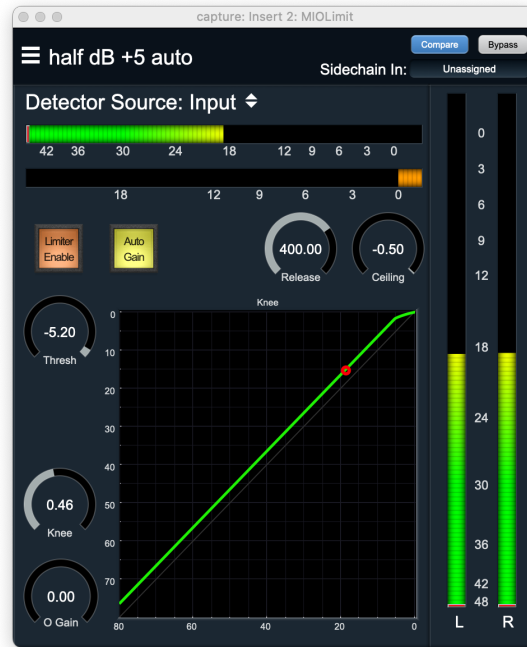 capture: Insert 2: MIOLimit
half dB +5 auto
Compare
Bypass
Sidechain In:
Unassigned
Detector Source: Input
42 36 30 24 18 12 9 6 3 0
18 12 9 6 3 0
Limiter
Enable
Auto
Gain
400.00
Release
-0.50
Ceiling
-5.20
Thresh
0.46
Knee
0.00
O Gain
Knee
0
10
20
30
40
50
60
70
80 60 40 20 0
0
3
6
9
12
18
24
30
36
42
48
L R